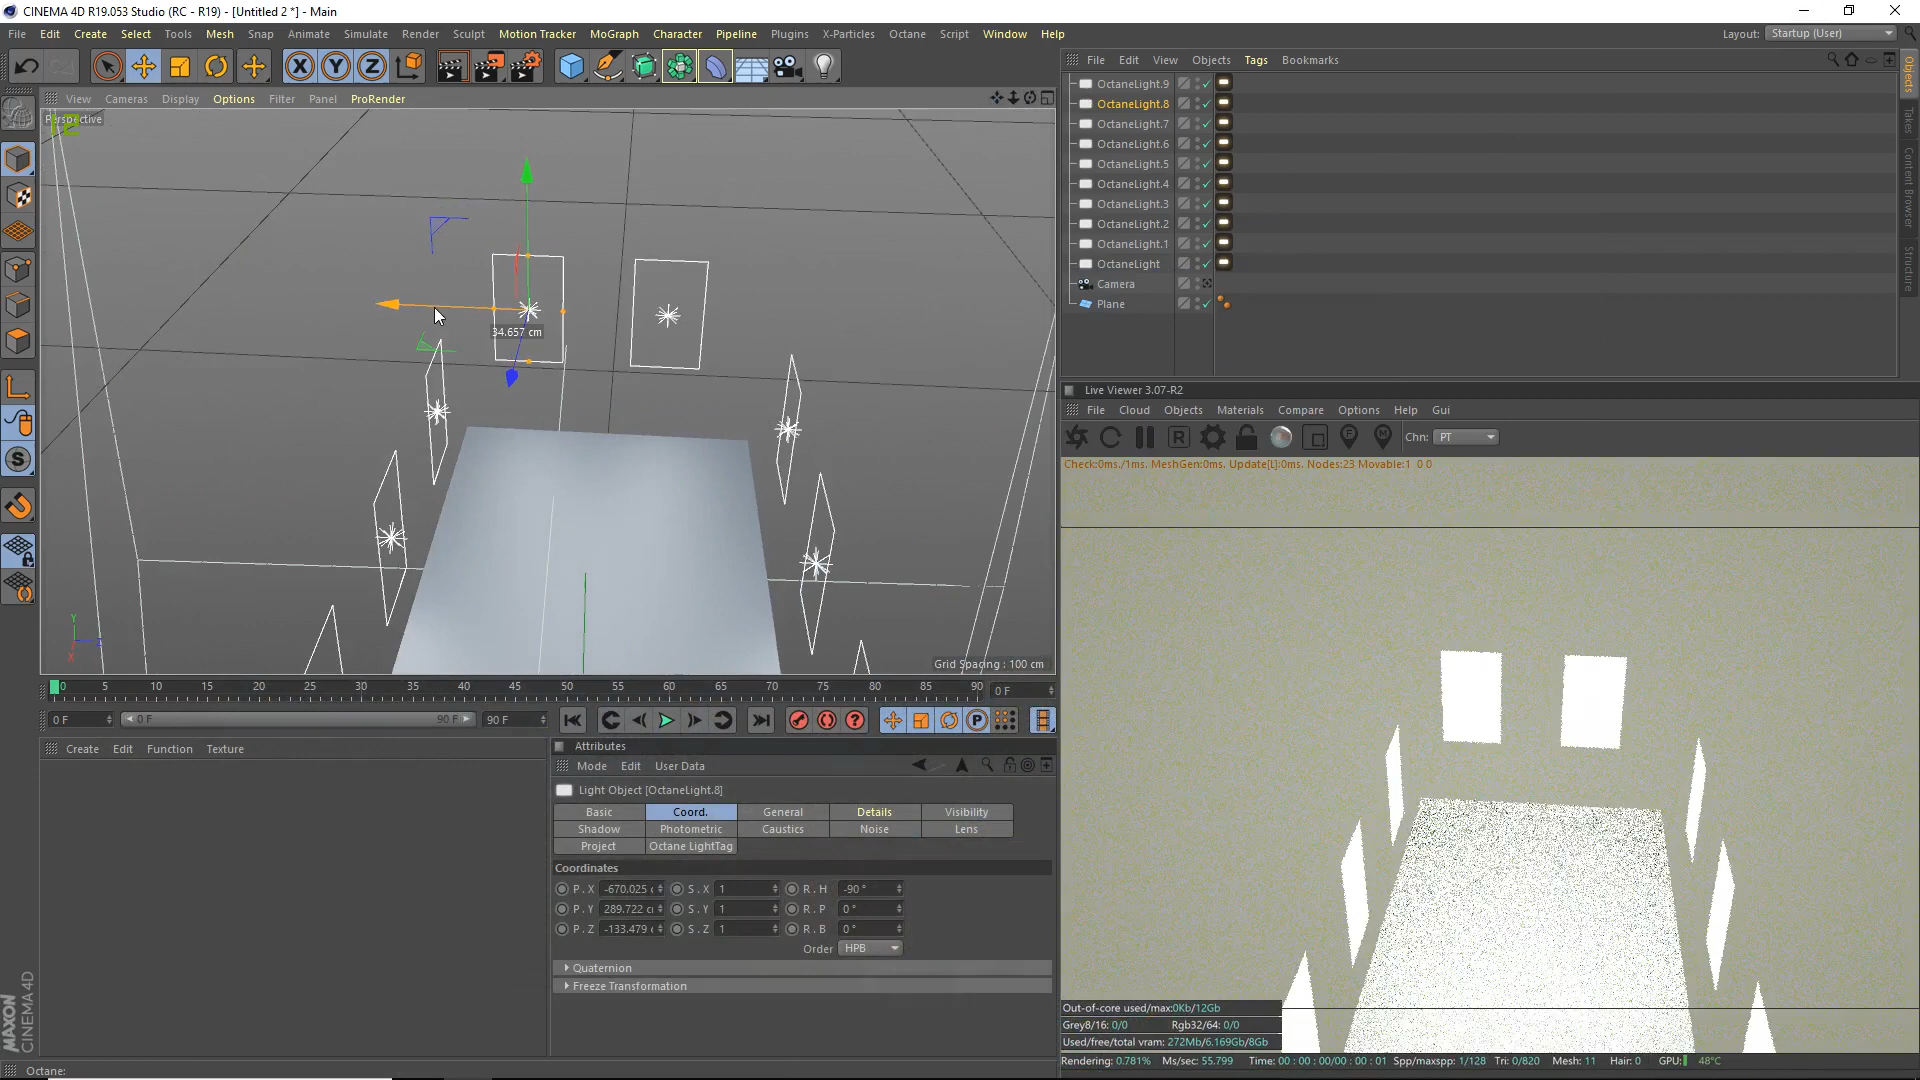 CINEMA 4D R19.053 Studio (RC - R19) - [Untitled 2 *] - Main
File Edit Create Select Tools Mesh Snap Animate Simulate Render Sculpt Motion Tracker MoGraph Character Pipeline Plugins X-Particles Octane Script Window Help
Layout: Startup (User)
File Edit View Objects Tags Bookmarks
View Cameras Display Options Filter Panel ProRender
Perspective
OctaneLight.9
OctaneLight.8
OctaneLight.7
OctaneLight.6
OctaneLight.5
OctaneLight.4
OctaneLight.3
OctaneLight.2
OctaneLight.1
OctaneLight
Camera
Plane
Objects
Takes
Content Browser
Structure
34.657 cm
Y
X
Grid Spacing : 100 cm
Live Viewer 3.07-R2
File Cloud Objects Materials Compare Options Help Gui
Chn: PT
Check:0ms./1ms. MeshGen:0ms. Update[L]:0ms. Nodes:23 Movable:1 0 0
0 5 10 15 20 25 30 35 40 45 50 55 60 65 70 75 80 85 90 0 F
0 F 0 F 90 F 90 F
Create Edit Function Texture
Attributes
Mode Edit User Data
Light Object [OctaneLight.8]
Basic Coord. General Details Visibility
Shadow Photometric Caustics Noise Lens
Project Octane LightTag
Coordinates
P . X -670.025 S . X 1 R . H -90 °
P . Y 289.722 S . Y 1 R . P 0 °
P . Z -133.479 S . Z 1 R . B 0 °
Order HPB
Quaternion
Freeze Transformation
MAXON
CINEMA 4D
Out-of-core used/max:0Kb/12Gb
Grey8/16: 0/0 Rgb32/64: 0/0
Used/free/total vram: 272Mb/6.169Gb/8Gb
Rendering: 0.781% Ms/sec: 55.799 Time: 00 : 00 : 00/00 : 00 : 01 Spp/maxspp: 1/128 Tri: 0/820 Mesh: 11 Hair: 0 GPU: 48°C
Octane: